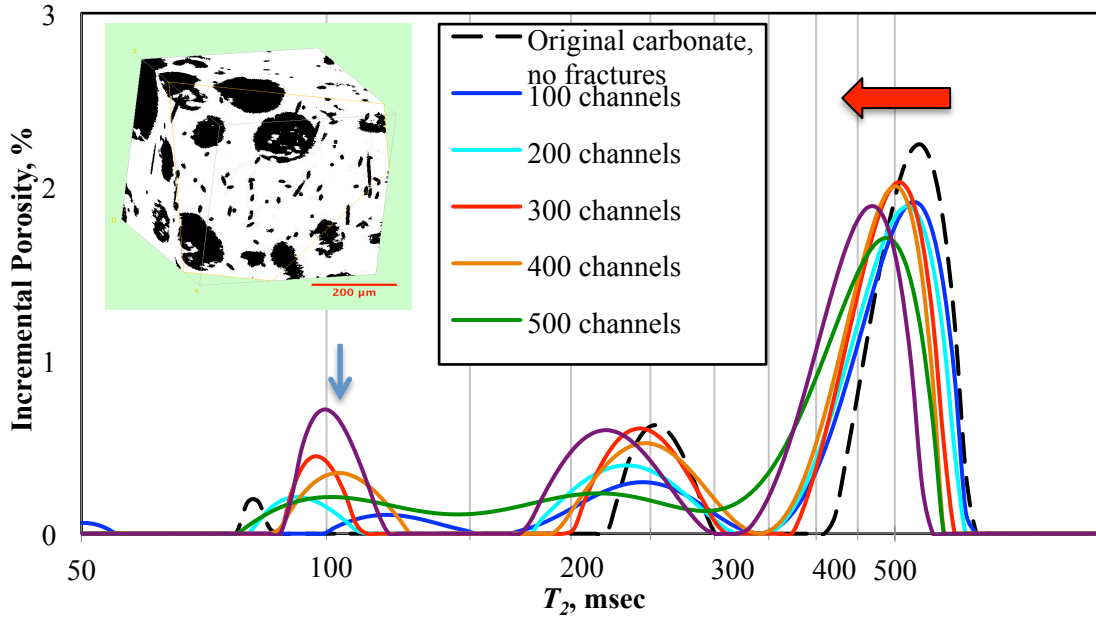 3
2
1
0
Incremental Porosity, %
200 µm
Original carbonate,
no fractures
100 channels
200 channels
300 channels
400 channels
500 channels
50
100
200
300
400
500
T2, msec